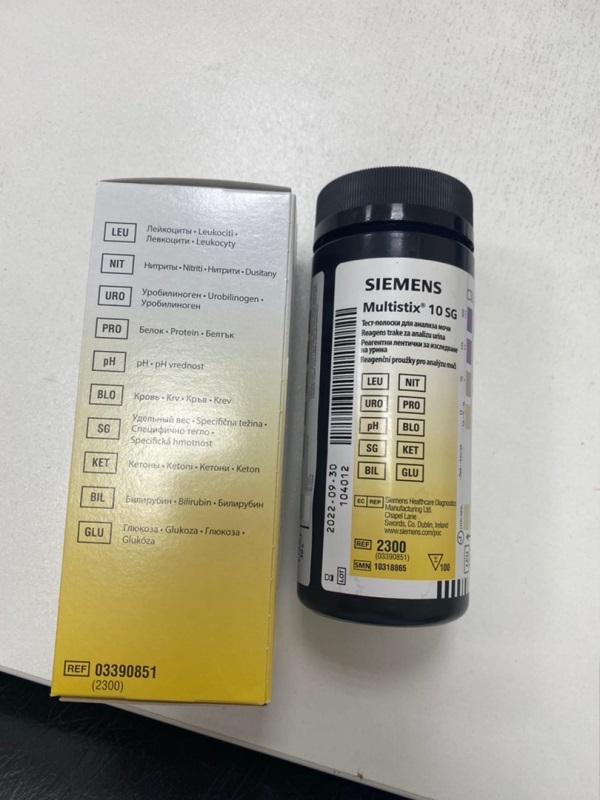 LEU
Лейкоциты • Leukociti •
Левкоцити • Leukocyty
NIT
Нитриты • Nitriti • Нитрити • Dusitany
URO
Уробилиноген • Urobilinogen •
Уробилиноген
PRO
Белок • Protein • Белтък
pH
pH • pH vrednost
BLO
Кровь • Krv • Кръв • Krev
SG
Удельный вес • Specifična težina •
Специфично тегло •
Specifická hmotnost
KET
Кетоны • Ketoni • Кетони • Keton
BIL
Билирубин • Bilirubin • Билирубин
GLU
Глюкоза • Glukoza • Глюкоза •
Glukóza
REF 03390851
(2300)
SIEMENS
Multistix® 10 SG
Тест-полоски для анализа мочи
Reagens trake za analizu urina
Реагентни лентички за изследване
на урина
Reagenční proužky pro analýzu moči
LEU NIT
URO PRO
pH BLO
SG KET
BIL GLU
2022-09-30
104012
LOT
EC REP Siemens Healthcare Diagnostics
Manufacturing Ltd.
Chapel Lane
Swords, Co. Dublin, Ireland
www.siemens.com/poc
REF 2300
(03390851)
SMN 10318865
Σ 100